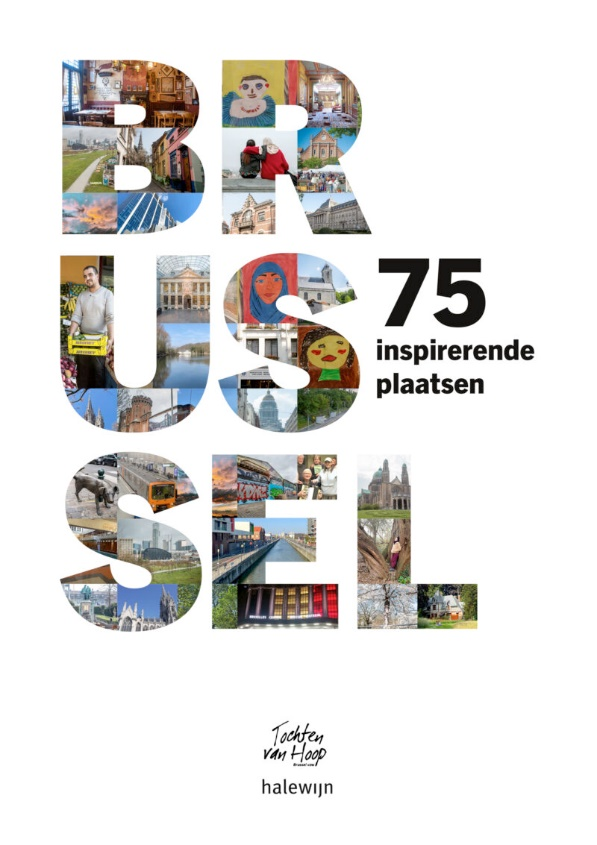 BR
US
SEL
75
inspirerende
plaatsen
Tochten
van Hoop
halewijn